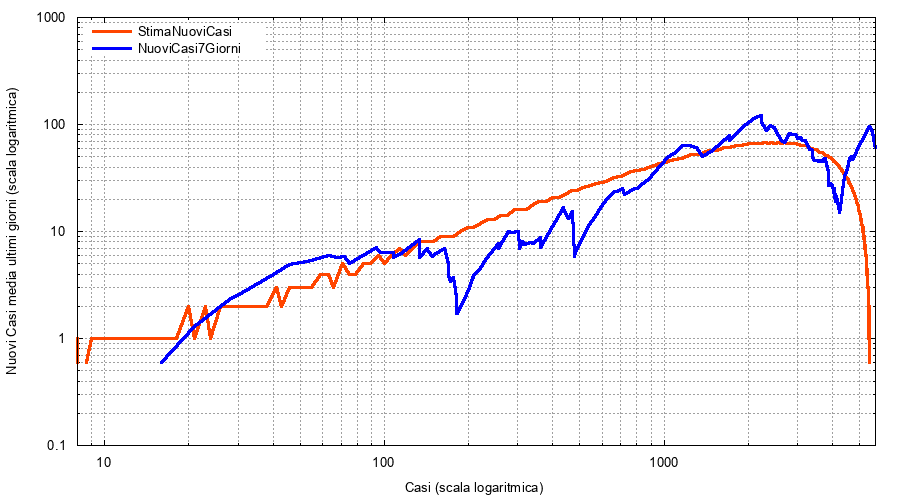 1000
100
10
1
0.1
Nuovi Casi media ultimi giorni (scala logaritmica)
StimaNuoviCasi
NuoviCasi7Giorni
10
100
1000
Casi (scala logaritmica)